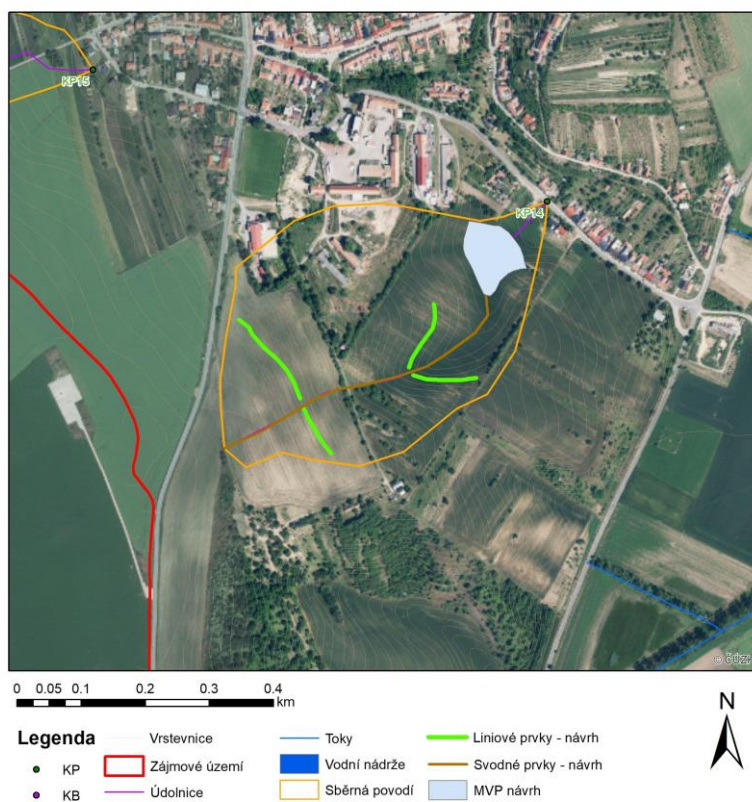 KP15
KP14
© ČÚZK
0 0.05 0.1 0.2 0.3 0.4
km
N
Legenda
KP
KB
Vrstevnice
Zájmové území
Údolnice
Toky
Vodní nádrže
Sběrná povodí
Liniové prvky - návrh
Svodné prvky - návrh
MVP návrh